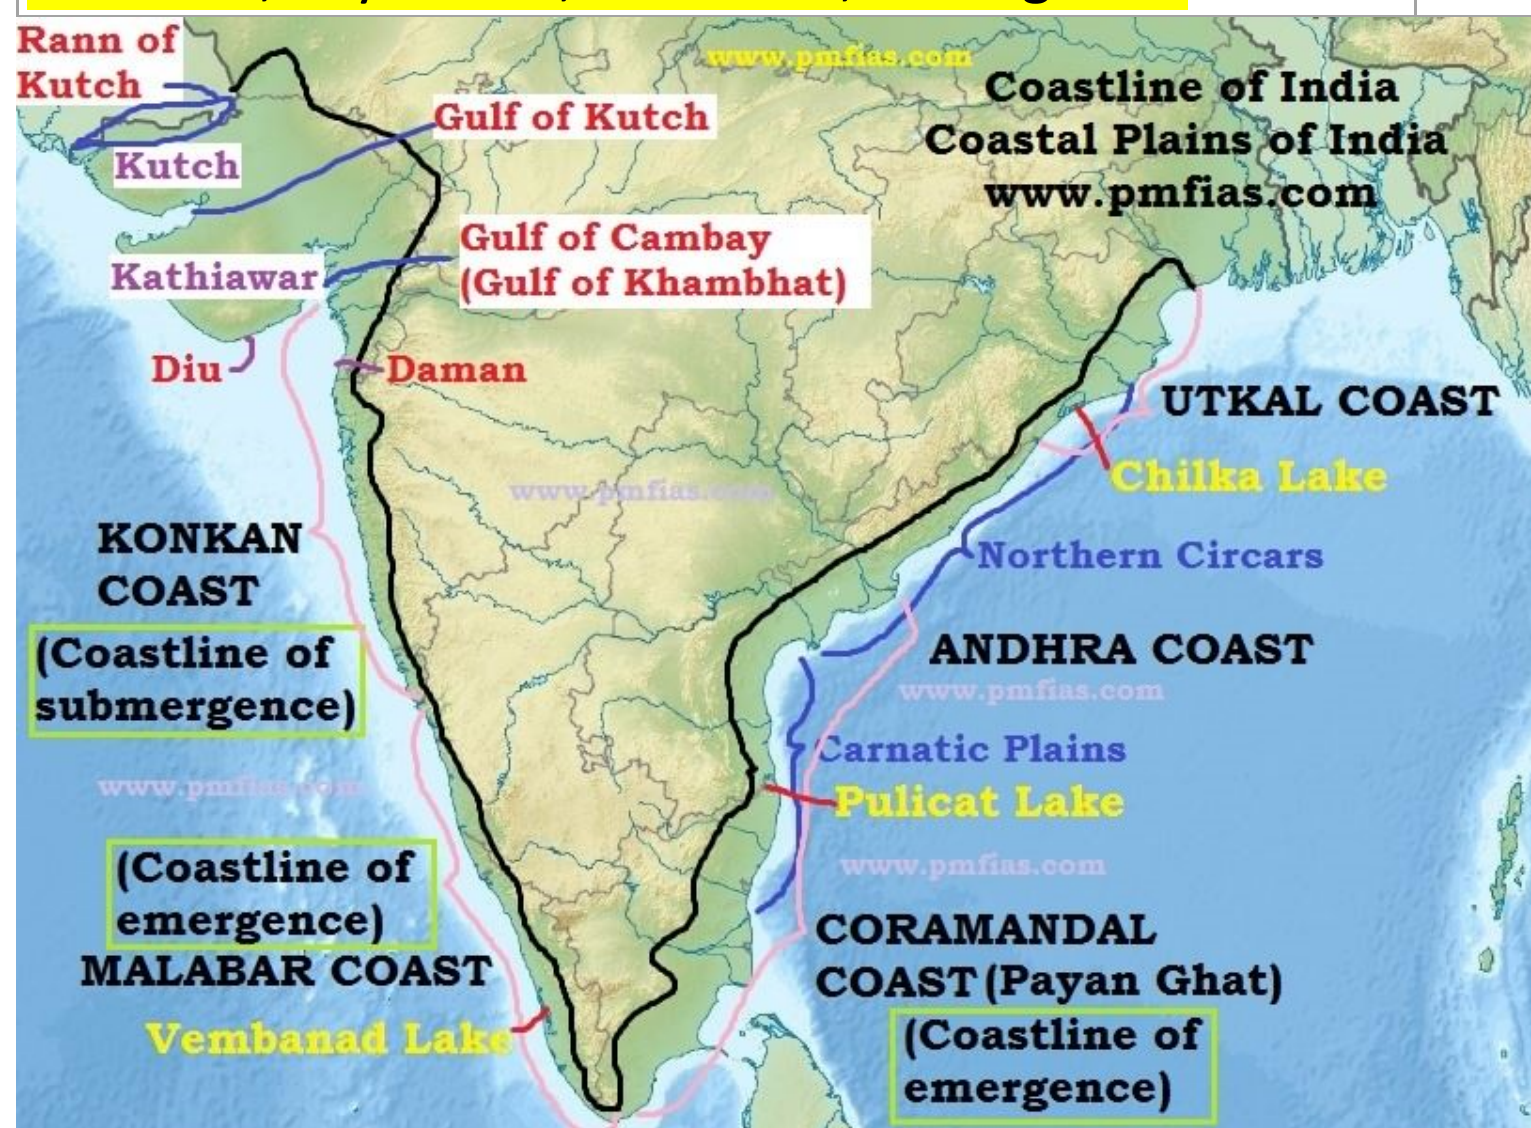 Rann of
Kutch
www.pmfias.com
Coastline of India
Coastal Plains of India
www.pmfias.com
Gulf of Kutch
Kutch
Gulf of Cambay
(Gulf of Khambhat)
Kathiawar
Diu
Daman
UTKAL COAST
Chilka Lake
www.pmfias.com
KONKAN
COAST
(Coastline of
submergence)
Northern Circars
ANDHRA COAST
www.pmfias.com
Carnatic Plains
Pulicat Lake
www.pmfias.com
www.pmfias.com
(Coastline of
emergence)
MALABAR COAST
Vembanad Lake
CORAMANDAL
COAST (Payan Ghat)
(Coastline of
emergence)